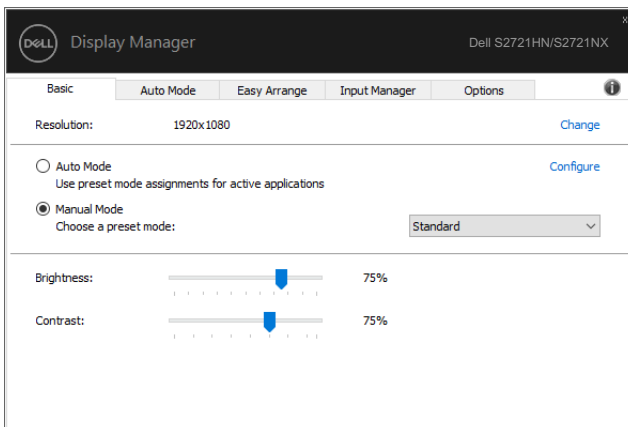 DELL Display Manager Dell S2721HN/S2721NX
Basic Auto Mode Easy Arrange Input Manager Options
Resolution: 1920x1080 Change
Auto Mode Configure
Use preset mode assignments for active applications
Manual Mode
Choose a preset mode: Standard
Brightness: 75%
Contrast: 75%